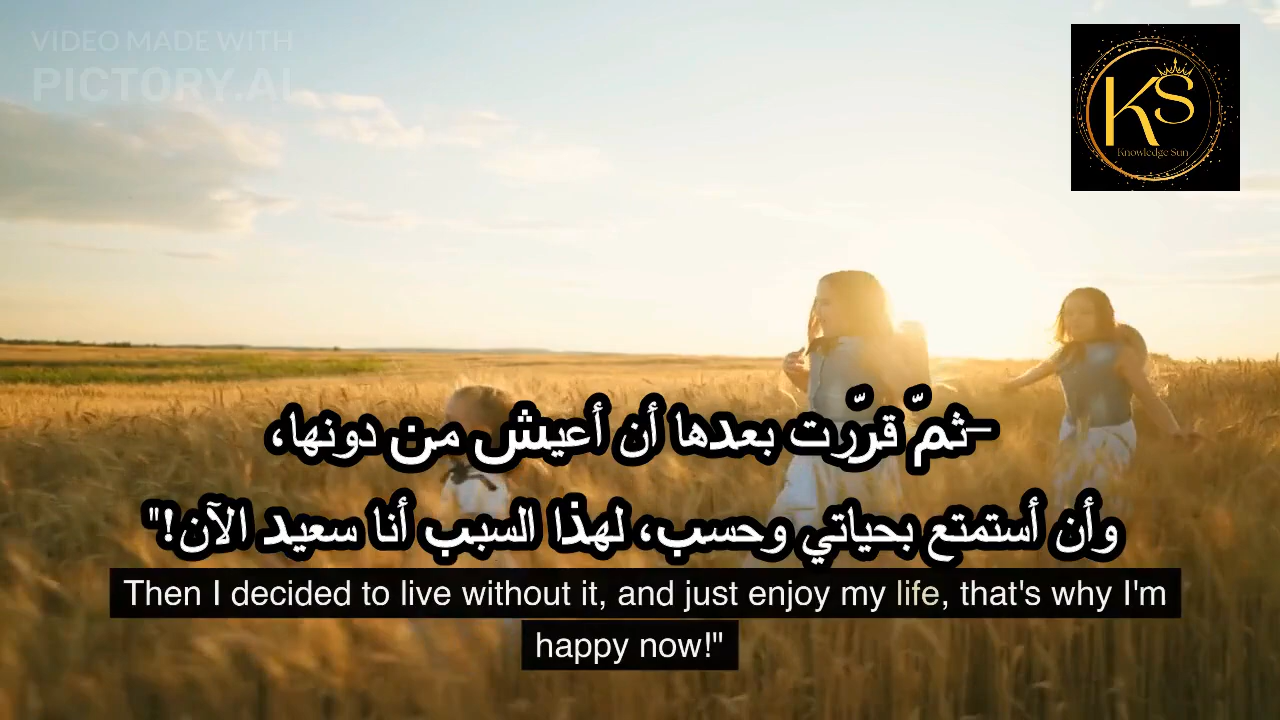 VIDEO MADE WITH
PICTORY.AI
KS
Knowledge Sun
–ثمّ قررّت بعدها أن أعيش من دونها،
وأن أستمتع بحياتي وحسب، لهذا السبب أنا سعيد الآن!"
Then I decided to live without it, and just enjoy my life, that's why I'm
happy now!"